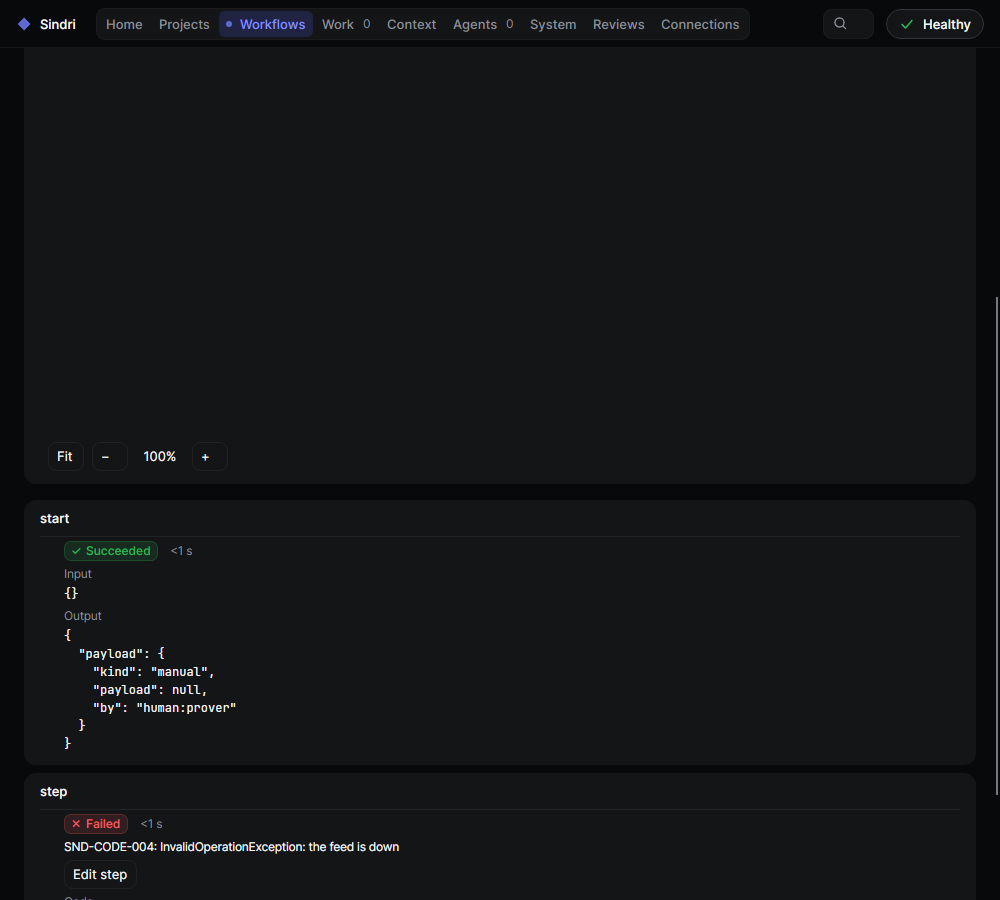 Sindri Home Projects Workflows Work 0 Context Agents 0 System Reviews Connections Healthy
Fit − 100% +
start
Succeeded <1 s
Input
{}
Output
{
  "payload": {
    "kind": "manual",
    "payload": null,
    "by": "human:prover"
  }
}
step
Failed <1 s
SND-CODE-004: InvalidOperationException: the feed is down
Edit step